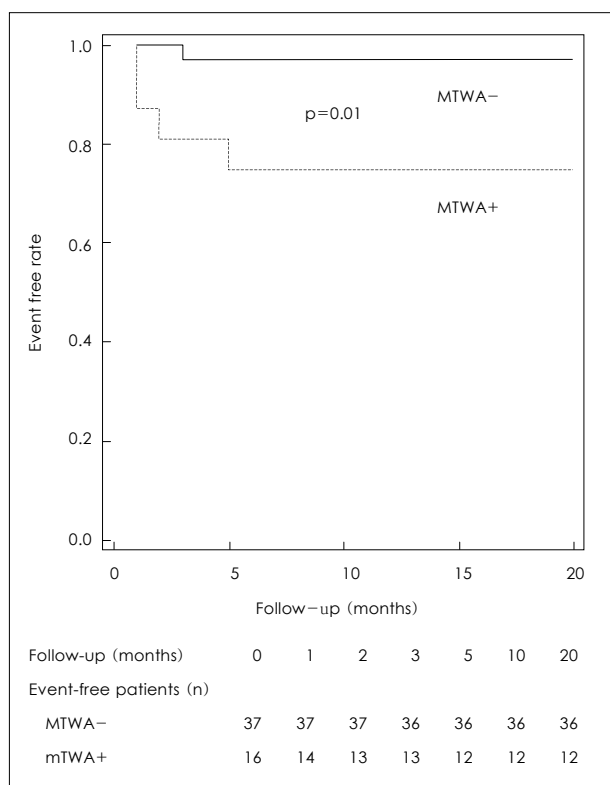 1.0
MTWA−
p=0.01
0.8
MTWA+
0.6
Event free rate
0.4
0.2
0.0
0 5 10 15 20
Follow−up (months)
Follow-up (months) 0 1 2 3 5 10 20
Event-free patients (n)
MTWA− 37 37 37 36 36 36 36
mTWA+ 16 14 13 13 12 12 12